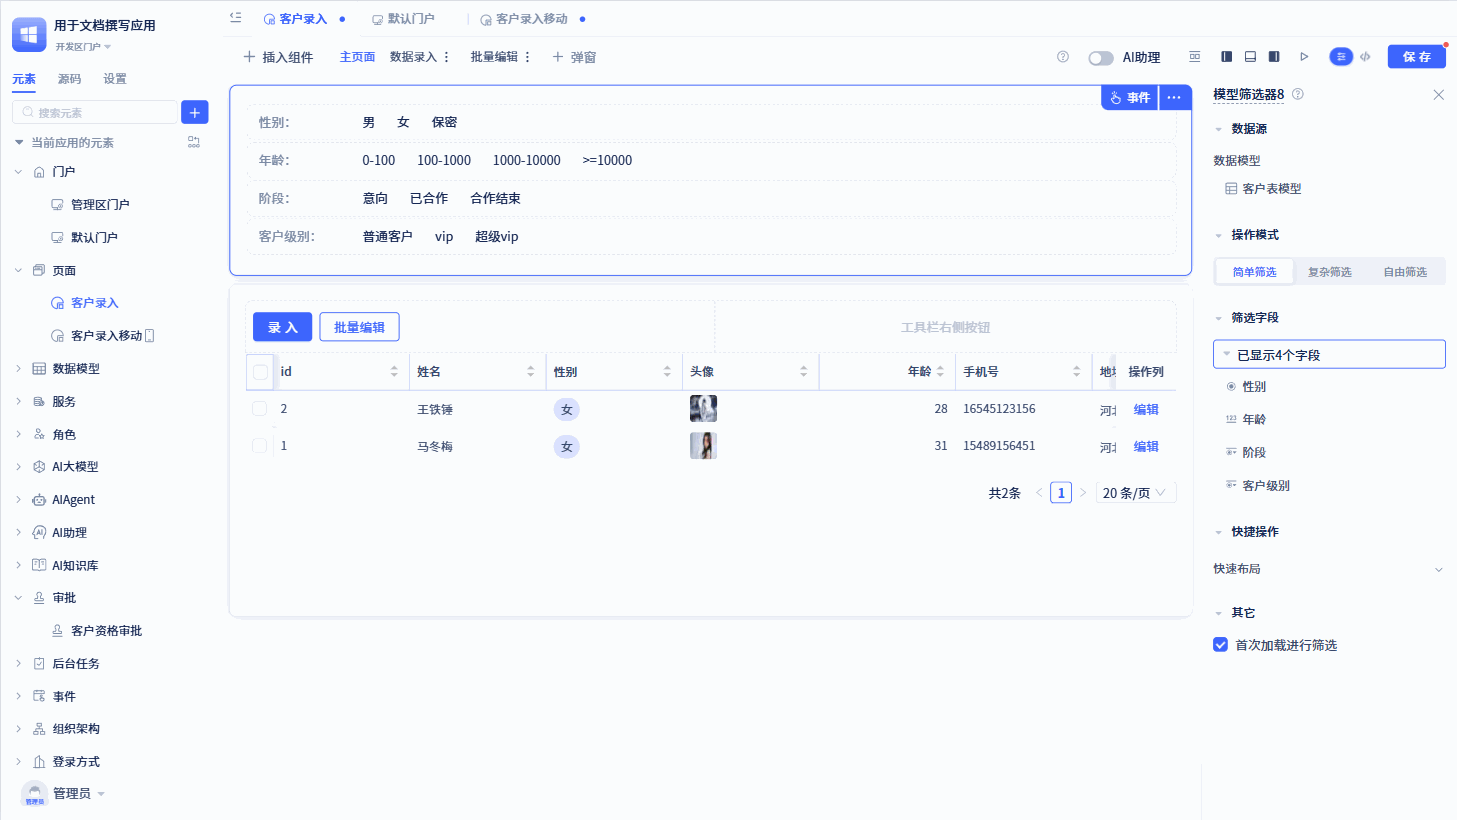 用于文档撰写应用
开发区门户
元素 源码 设置
搜索元素
当前应用的元素
门户
管理区门户
默认门户
页面
客户录入
客户录入移动
数据模型
服务
角色
AI大模型
AIAgent
AI助理
AI知识库
审批
客户资格审批
后台任务
事件
组织架构
登录方式
管理员
管理员
客户录入 默认门户 客户录入移动
插入组件 主页面 数据录入 批量编辑 弹窗 AI助理 保存
事件
性别: 男 女 保密
年龄: 0-100 100-1000 1000-10000 >=10000
阶段: 意向 已合作 合作结束
客户级别: 普通客户 vip 超级vip
录入 批量编辑 工具栏右侧按钮
id 姓名 性别 头像 年龄 手机号 操作列
2 王铁锤 女 28 16545123156 河 编辑
1 马冬梅 女 31 15489156451 河 编辑
共2条 1 20 条/页
模型筛选器8
数据源
数据模型
客户表模型
操作模式
简单筛选 复杂筛选 自由筛选
筛选字段
已显示4个字段
性别
123 年龄
阶段
客户级别
快捷操作
快速布局
其它
首次加载进行筛选